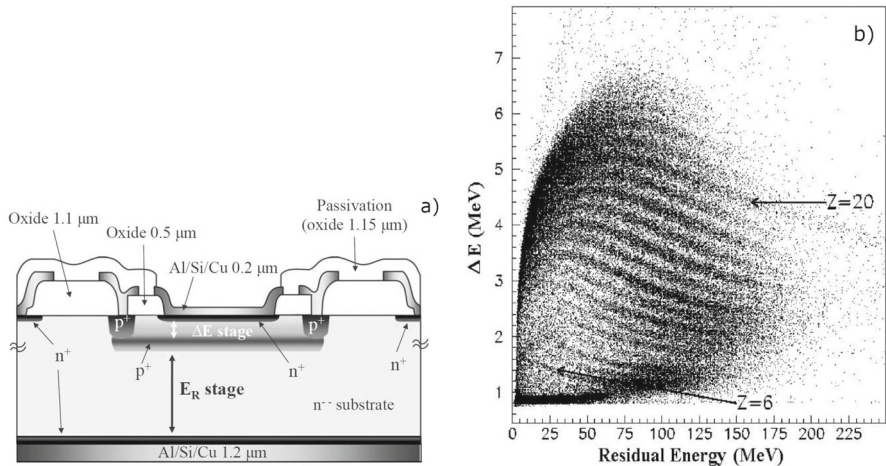 a)
Oxide 1.1 µm
Oxide 0.5 µm
Passivation
(oxide 1.15 µm)
Al/Si/Cu 0.2 µm
p⁺
ΔE stage
p⁺
n⁺
p⁺
n⁺
n⁺
E_R stage
n⁻⁻ substrate
Al/Si/Cu 1.2 µm
b)
ΔE (MeV)
7
6
5
4
3
2
1
Z=20
Z=6
0 25 50 75 100 125 150 175 200 225
Residual Energy (MeV)